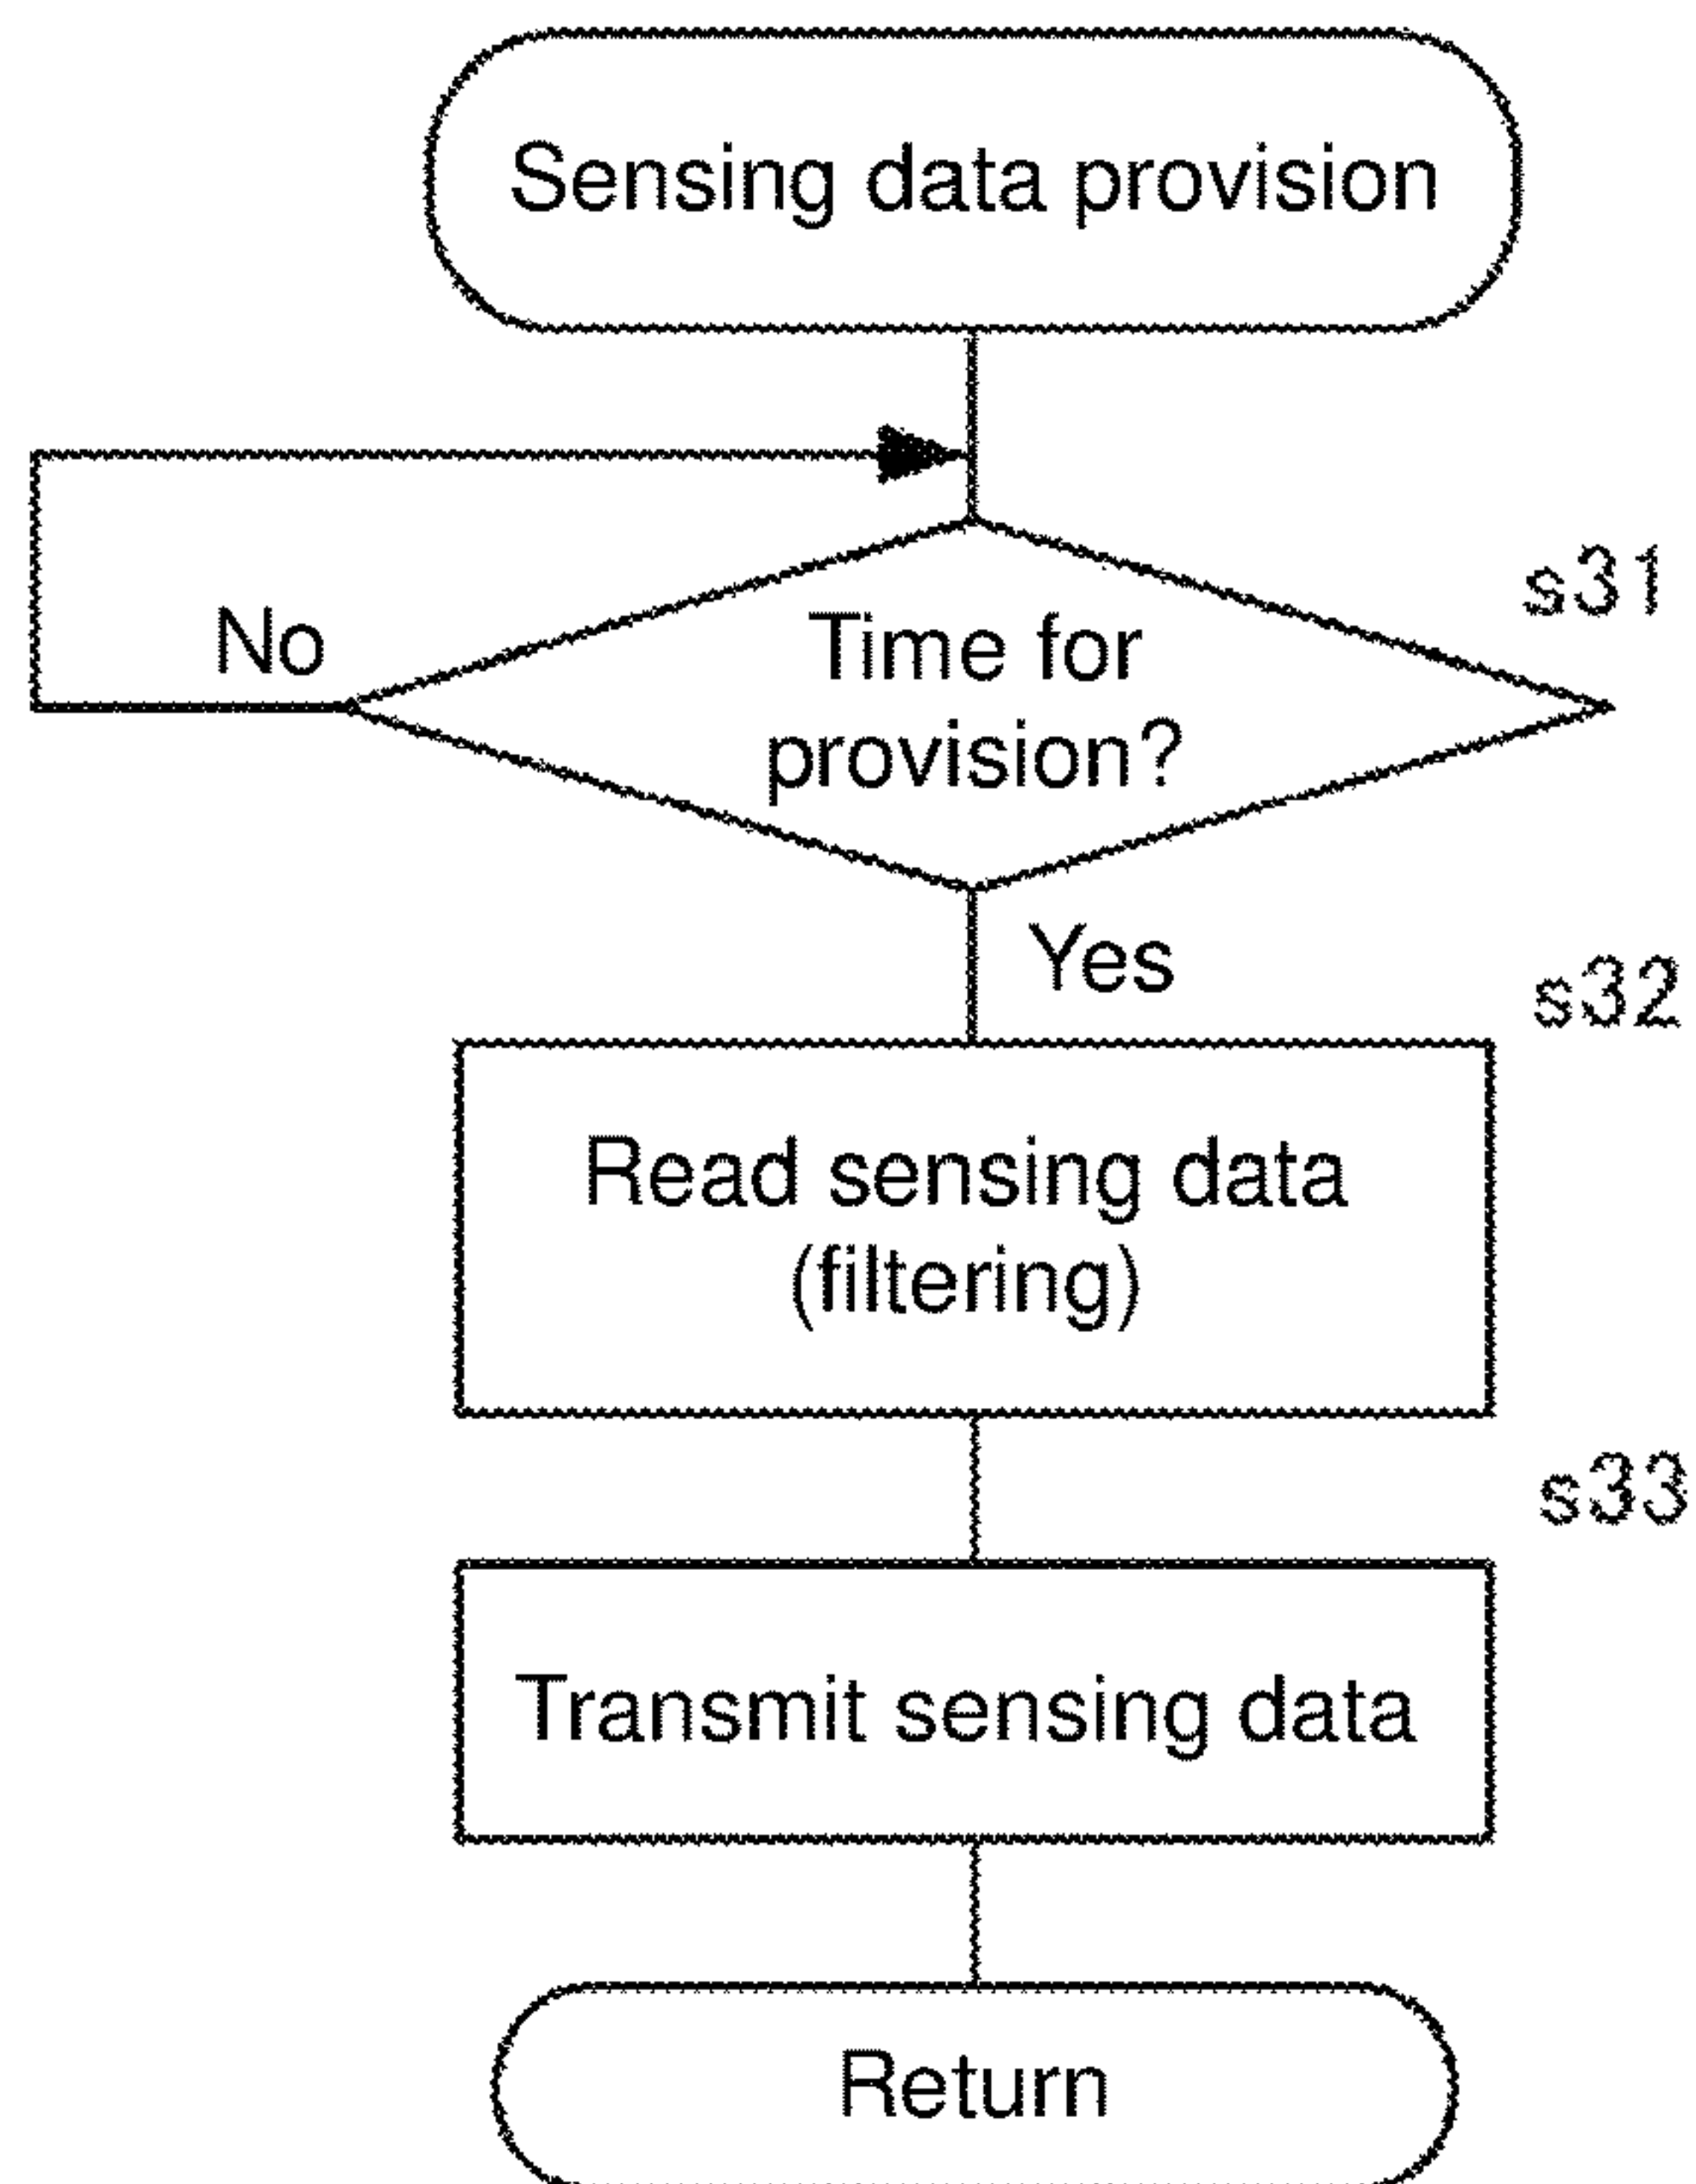 Sensing data provision
s31
No
Time for
provision?
Yes
s32
Read sensing data
(filtering)
s33
Transmit sensing data
Return